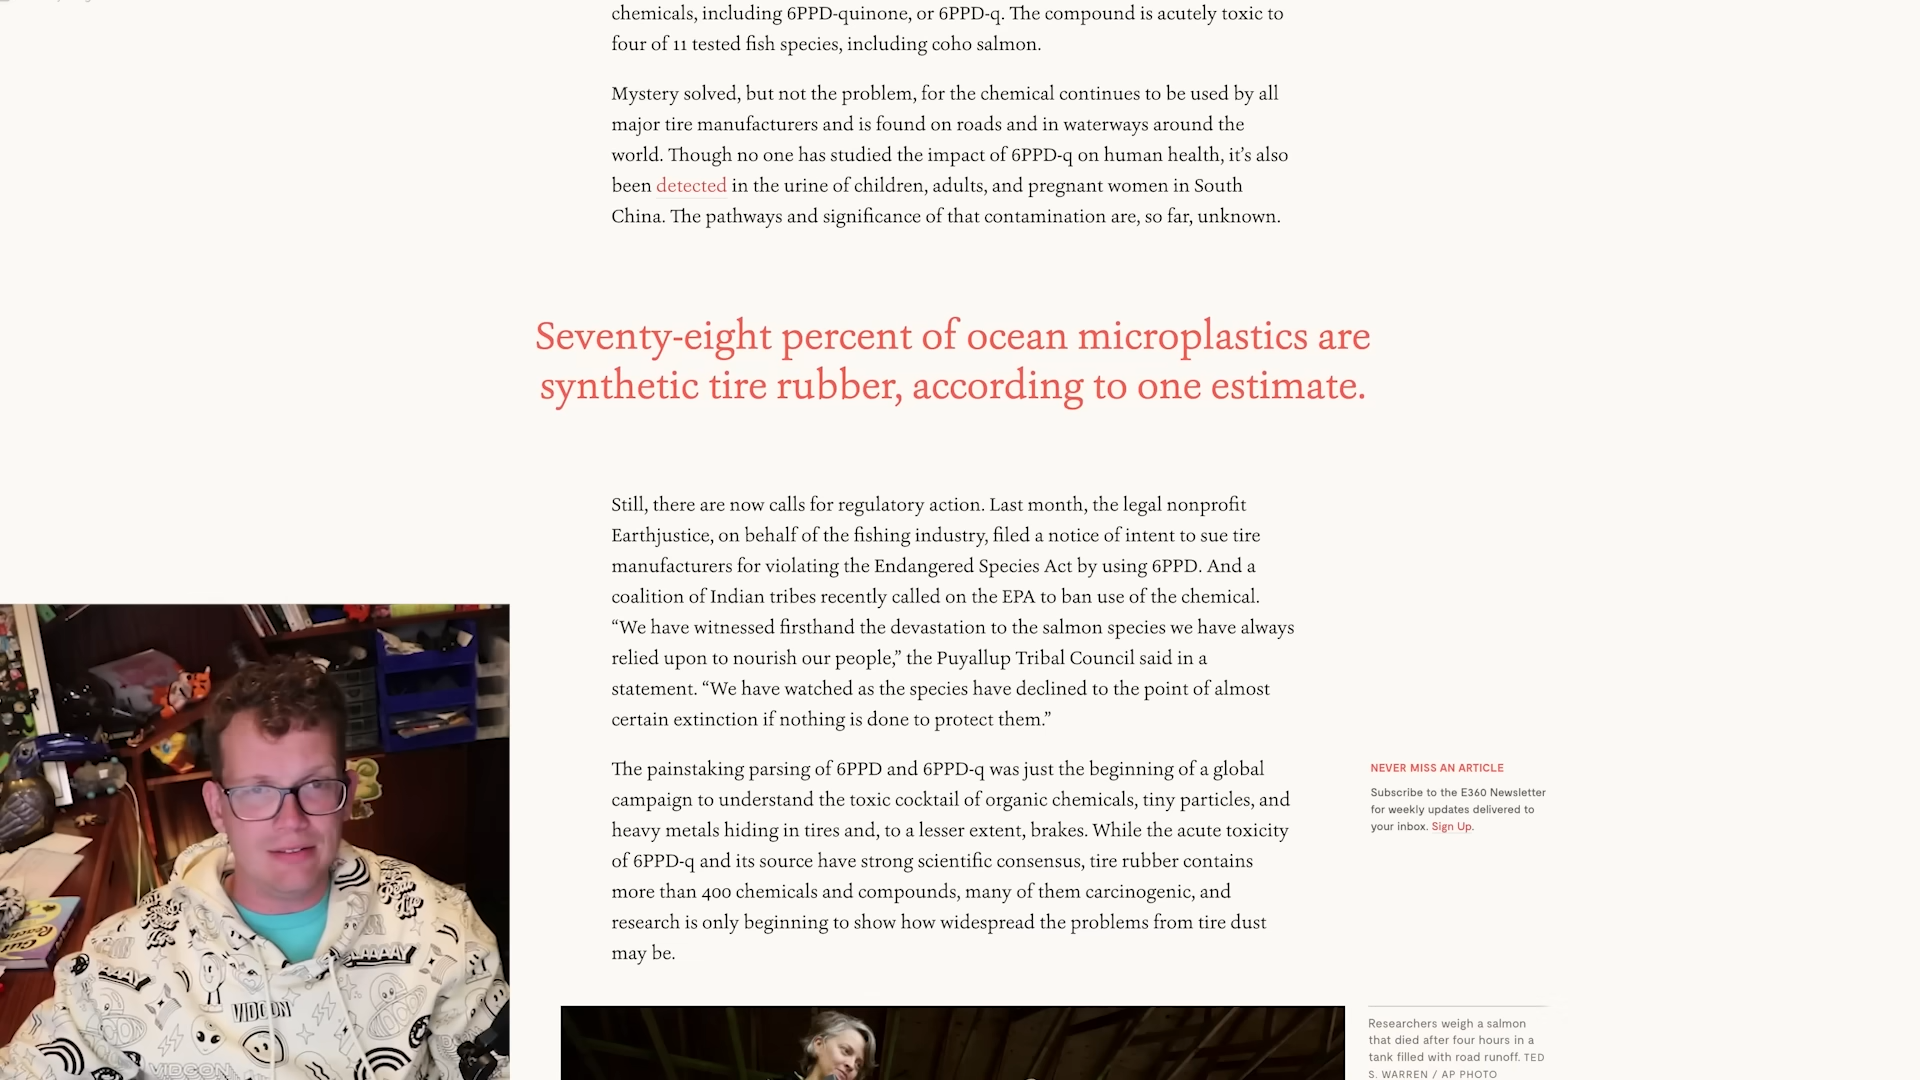 chemicals, including 6PPD-quinone, or 6PPD-q. The compound is acutely toxic to
four of 11 tested fish species, including coho salmon.
Mystery solved, but not the problem, for the chemical continues to be used by all
major tire manufacturers and is found on roads and in waterways around the
world. Though no one has studied the impact of 6PPD-q on human health, it’s also
been detected in the urine of children, adults, and pregnant women in South
China. The pathways and significance of that contamination are, so far, unknown.
Seventy-eight percent of ocean microplastics are
synthetic tire rubber, according to one estimate.
Still, there are now calls for regulatory action. Last month, the legal nonprofit
Earthjustice, on behalf of the fishing industry, filed a notice of intent to sue tire
manufacturers for violating the Endangered Species Act by using 6PPD. And a
coalition of Indian tribes recently called on the EPA to ban use of the chemical.
“We have witnessed firsthand the devastation to the salmon species we have always
relied upon to nourish our people,” the Puyallup Tribal Council said in a
statement. “We have watched as the species have declined to the point of almost
certain extinction if nothing is done to protect them.”
The painstaking parsing of 6PPD and 6PPD-q was just the beginning of a global
campaign to understand the toxic cocktail of organic chemicals, tiny particles, and
heavy metals hiding in tires and, to a lesser extent, brakes. While the acute toxicity
of 6PPD-q and its source have strong scientific consensus, tire rubber contains
more than 400 chemicals and compounds, many of them carcinogenic, and
research is only beginning to show how widespread the problems from tire dust
may be.
NEVER MISS AN ARTICLE
Subscribe to the E360 Newsletter
for weekly updates delivered to
your inbox. Sign Up.
Researchers weigh a salmon
that died after four hours in a
tank filled with road runoff. TED
S. WARREN / AP PHOTO
AAAY
AAAAAY
VIDCON
VIDCON